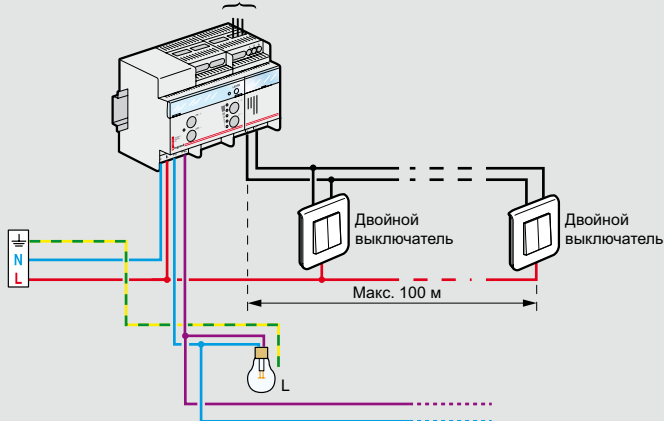 Двойной
выключатель
Двойной
выключатель
N
L
Макс. 100 м
L